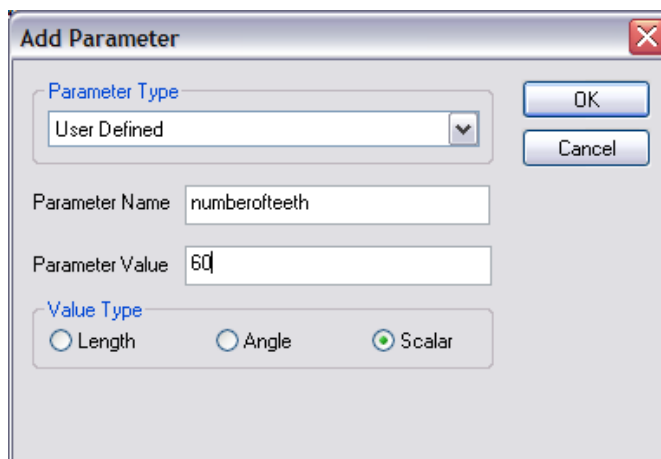 Add Parameter
Parameter Type
User Defined
OK
Cancel
Parameter Name numberofteeth
Parameter Value 60
Value Type
Length Angle Scalar